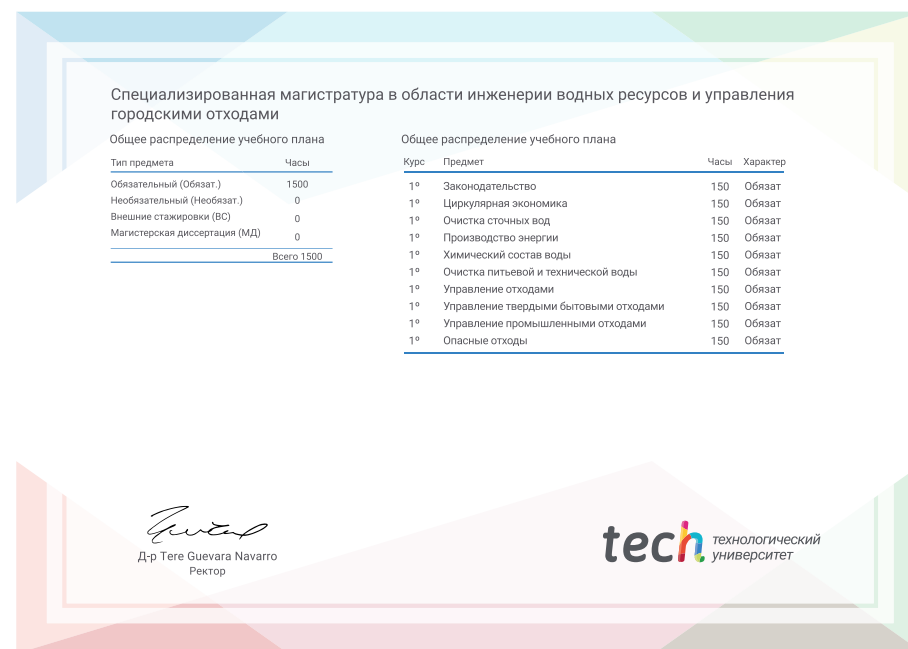 Специализированная магистратура в области инженерии водных ресурсов и управления
городскими отходами
Общее распределение учебного плана
Тип предмета Часы
Обязательный (Обязат.) 1500
Необязательный (Необязат.) 0
Внешние стажировки (ВС) 0
Магистерская диссертация (МД) 0
Всего 1500
Общее распределение учебного плана
Курс Предмет Часы Характер
1º Законодательство 150 Обязат
1º Циркулярная экономика 150 Обязат
1º Очистка сточных вод 150 Обязат
1º Производство энергии 150 Обязат
1º Химический состав воды 150 Обязат
1º Очистка питьевой и технической воды 150 Обязат
1º Управление отходами 150 Обязат
1º Управление твердыми бытовыми отходами 150 Обязат
1º Управление промышленными отходами 150 Обязат
1º Опасные отходы 150 Обязат
Д-р Tere Guevara Navarro
Ректор
tech технологический
университет